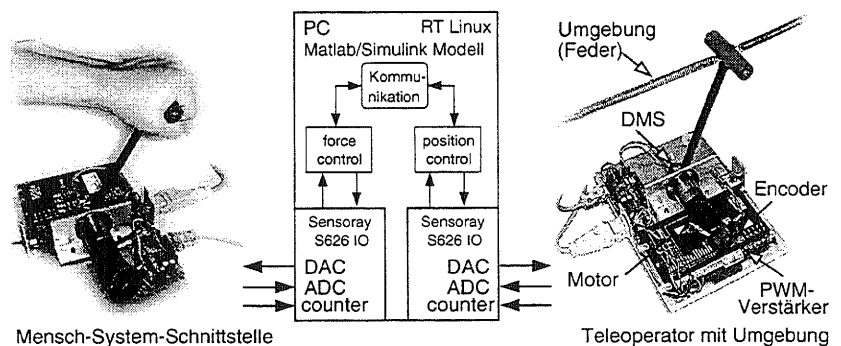 PC RT Linux
Matlab/Simulink Modell
Kommu-
nikation
force
control
position
control
Sensoray
S626 IO
DAC
ADC
counter
Sensoray
S626 IO
DAC
ADC
counter
Mensch-System-Schnittstelle
Umgebung
(Feder)
DMS
Encoder
Motor
PWM-
Verstärker
Teleoperator mit Umgebung